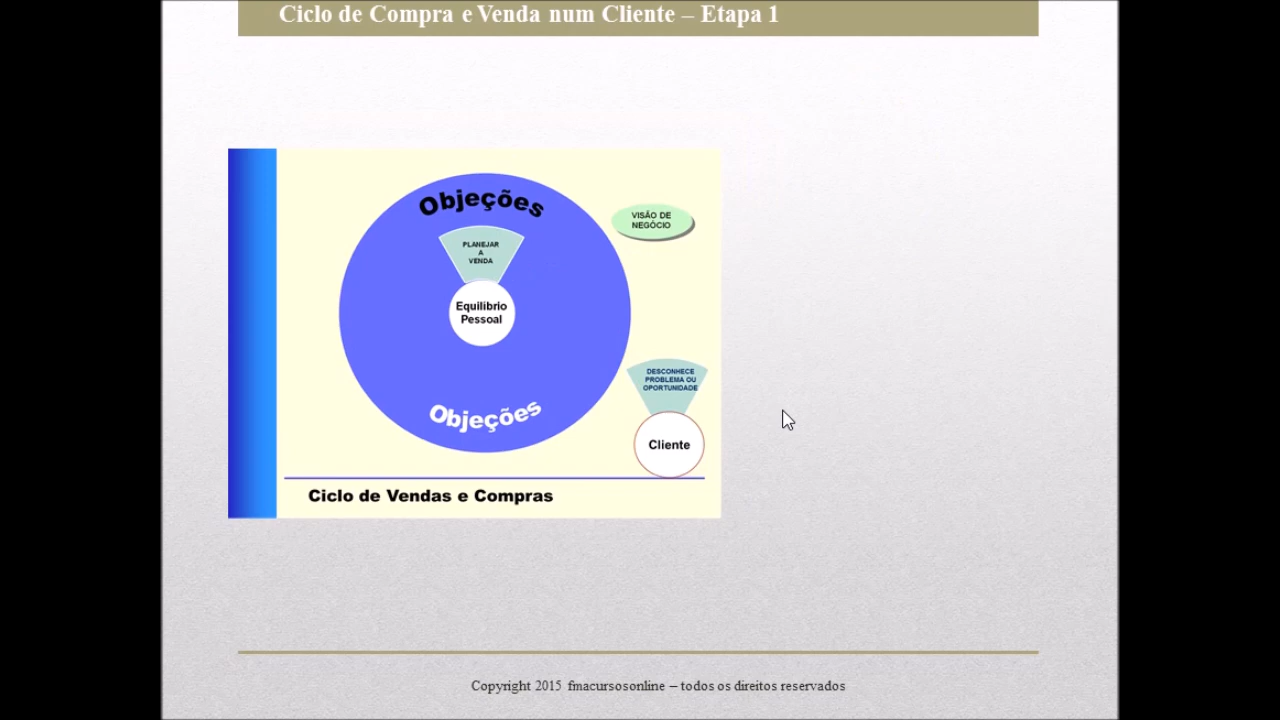 Ciclo de Compra e Venda num Cliente – Etapa 1
Objeções
PLANEJAR
A
VENDA
Equilibrio
Pessoal
Objeções
VISÃO DE
NEGÓCIO
DESCONHECE
PROBLEMA OU
OPORTUNIDADE
Cliente
Ciclo de Vendas e Compras
Copyright 2015 fmacursosonline – todos os direitos reservados